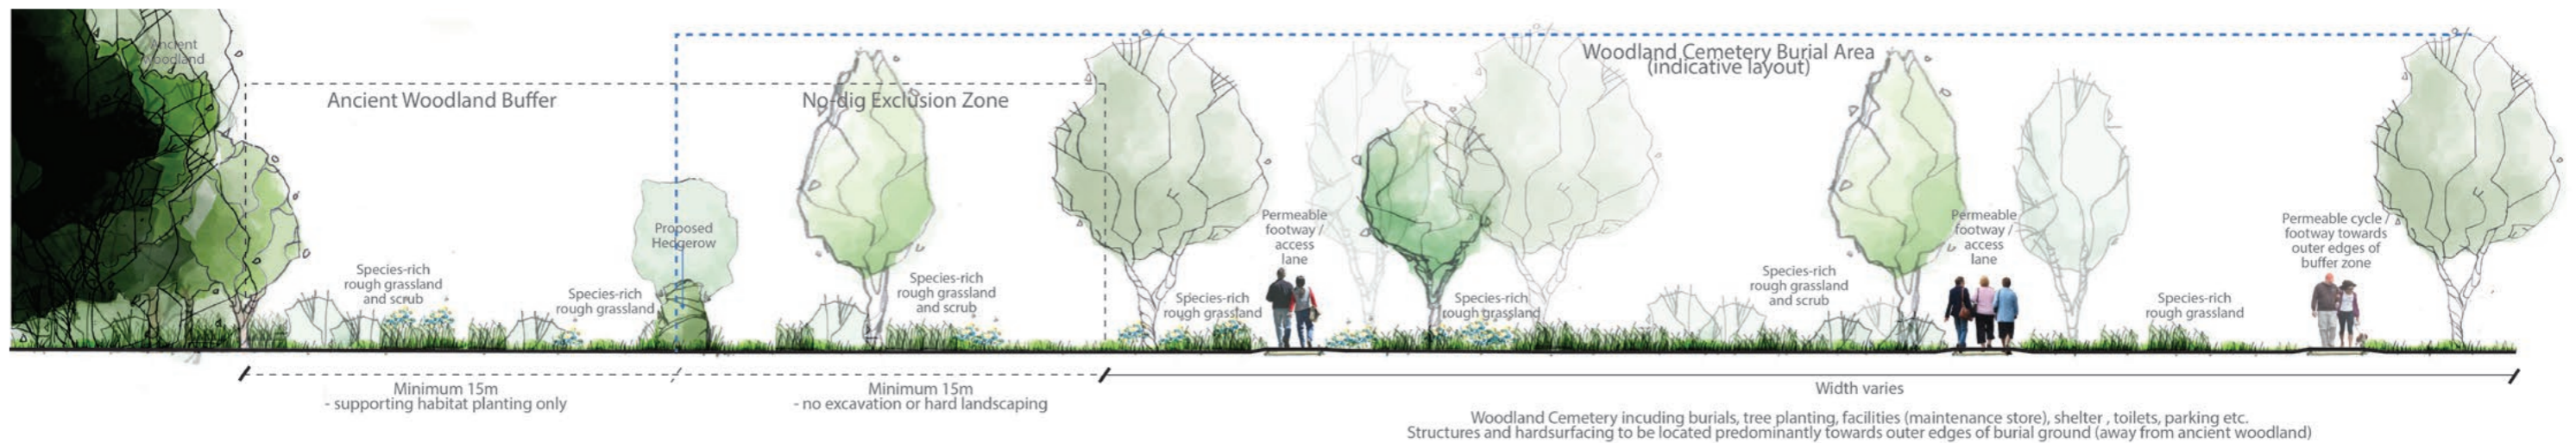 Ancient
Woodland
Ancient Woodland Buffer
No-dig Exclusion Zone
Woodland Cemetery Burial Area
(indicative layout)
Proposed
Hedgerow
Species-rich
rough grassland
and scrub
Species-rich
rough grassland
Species-rich
rough grassland
and scrub
Species-rich
rough grassland
Permeable
footway /
access
lane
Species-rich
rough grassland
Species-rich
rough grassland
and scrub
Permeable
footway /
access
lane
Species-rich
rough grassland
Permeable cycle /
footway towards
outer edges of
buffer zone
Minimum 15m
- supporting habitat planting only
Minimum 15m
- no excavation or hard landscaping
Width varies
Woodland Cemetery incuding burials, tree planting, facilities (maintenance store), shelter , toilets, parking etc.
Structures and hardsurfacing to be located predominantly towards outer edges of burial ground (away from ancient woodland)